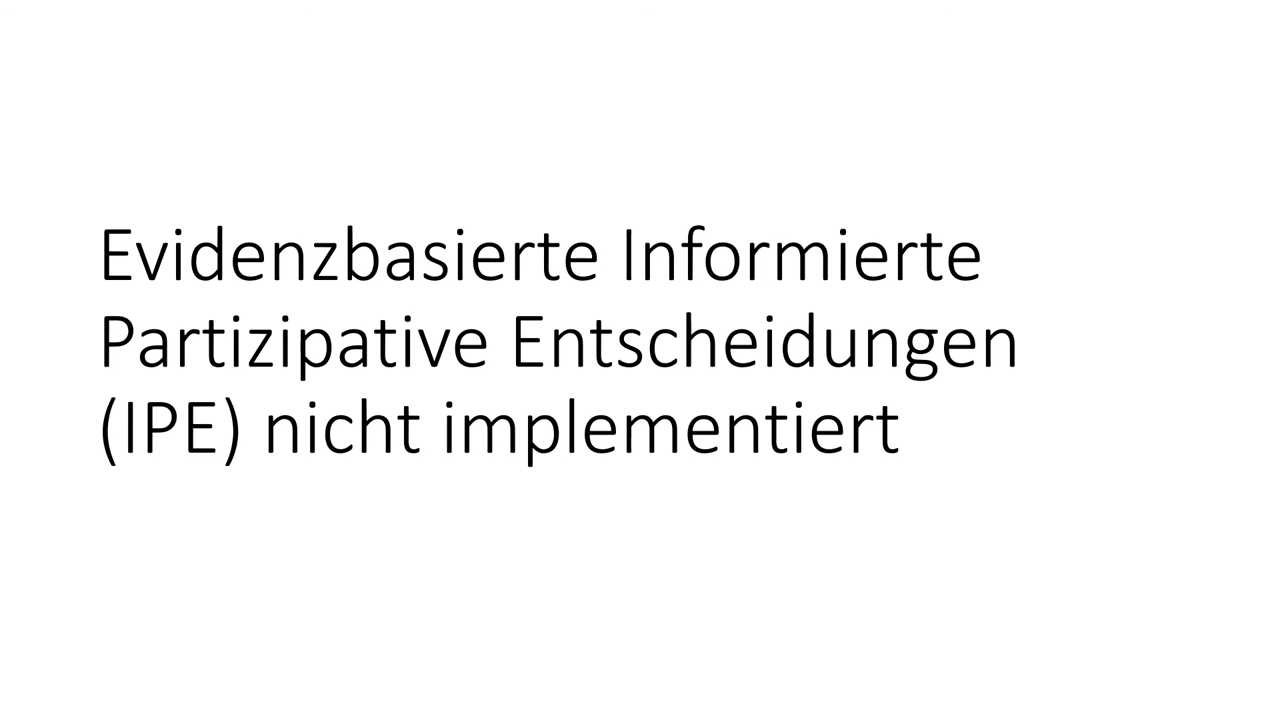 Evidenzbasierte Informierte
Partizipative Entscheidungen
(IPE) nicht implementiert